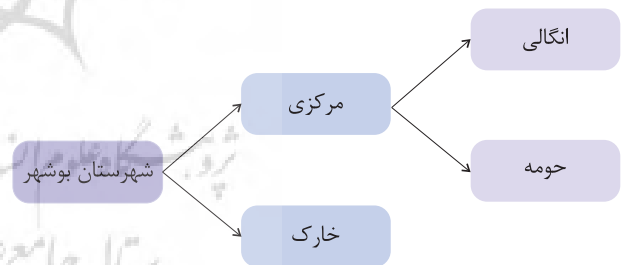 شهرستان بوشهر
مرکزی
خارک
انگالی
حومه